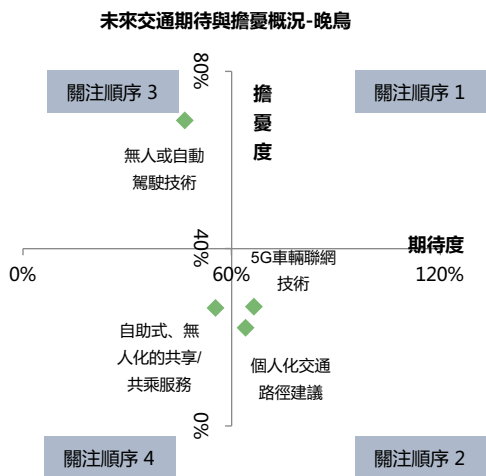 未來交通期待與擔憂概況-晚鳥
80%
關注順序 3
擔
憂
度
關注順序 1
無人或自動
駕駛技術
40%
期待度
0%
60%
120%
5G車輛聯網
技術
自助式、無
人化的共享/
共乘服務
個人化交通
路徑建議
0%
關注順序 4
關注順序 2